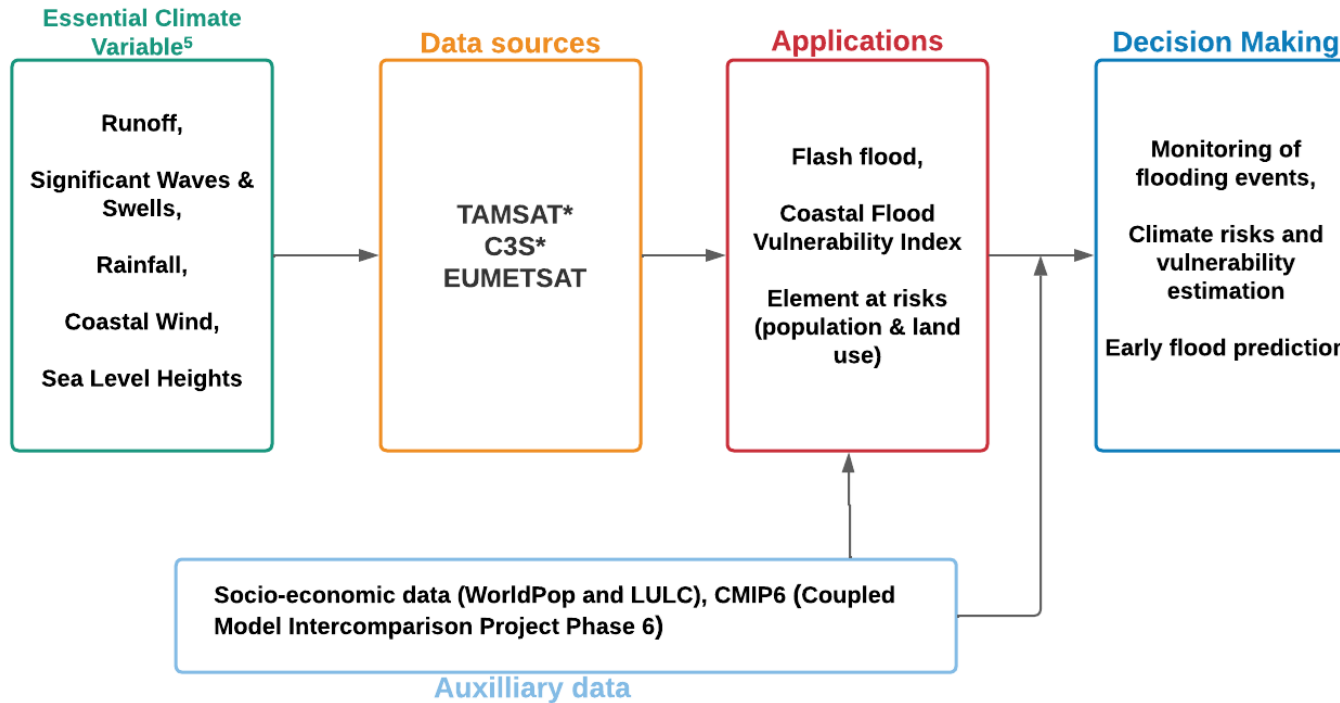 Essential Climate
Variable⁵
Runoff,
Significant Waves &
Swells,
Rainfall,
Coastal Wind,
Sea Level Heights
Data sources
TAMSAT*
C3S*
EUMETSAT
Applications
Flash flood,
Coastal Flood
Vulnerability Index
Element at risks
(population & land
use)
Decision Making
Monitoring of
flooding events,
Climate risks and
vulnerability
estimation
Early flood prediction
Socio-economic data (WorldPop and LULC), CMIP6 (Coupled
Model Intercomparison Project Phase 6)
Auxilliary data